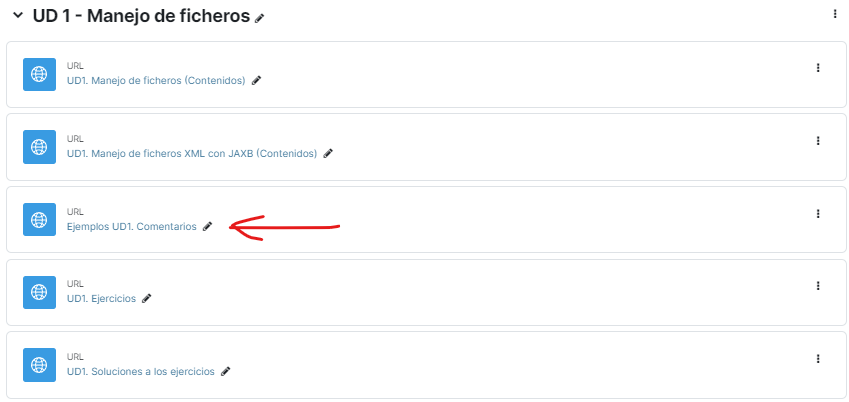 UD 1 - Manejo de ficheros
URL
UD1. Manejo de ficheros (Contenidos)
URL
UD1. Manejo de ficheros XML con JAXB (Contenidos)
URL
Ejemplos UD1. Comentarios
URL
UD1. Ejercicios
URL
UD1. Soluciones a los ejercicios